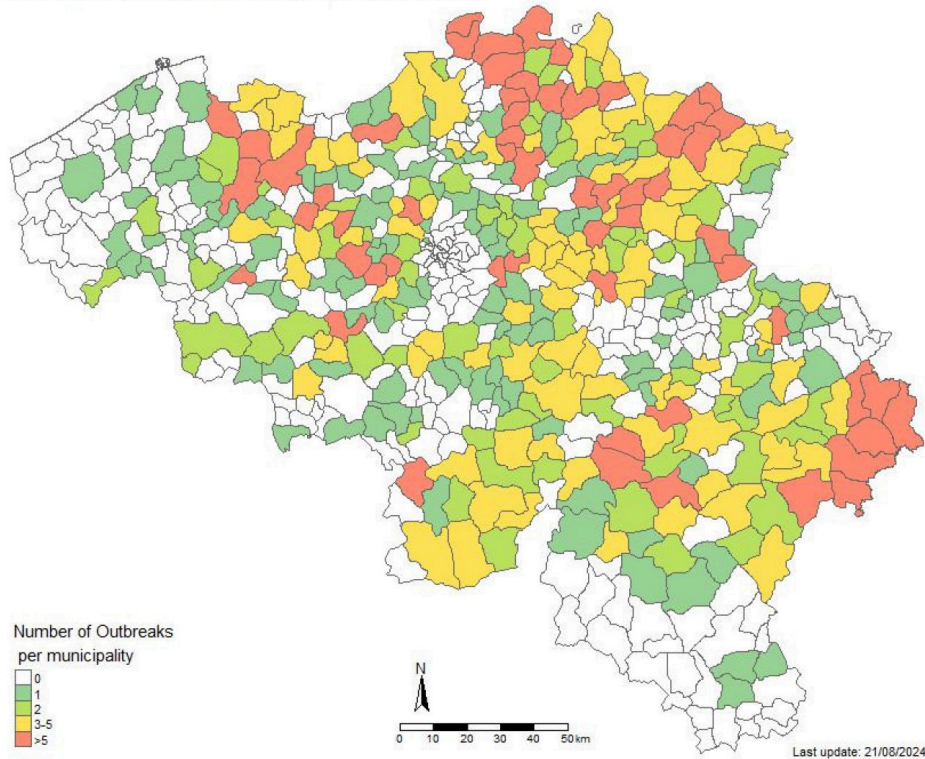 Number of Outbreaks
per municipality
0
1
2
3-5
>5
N
0 10 20 30 40 50 km
Last update: 21/08/2024